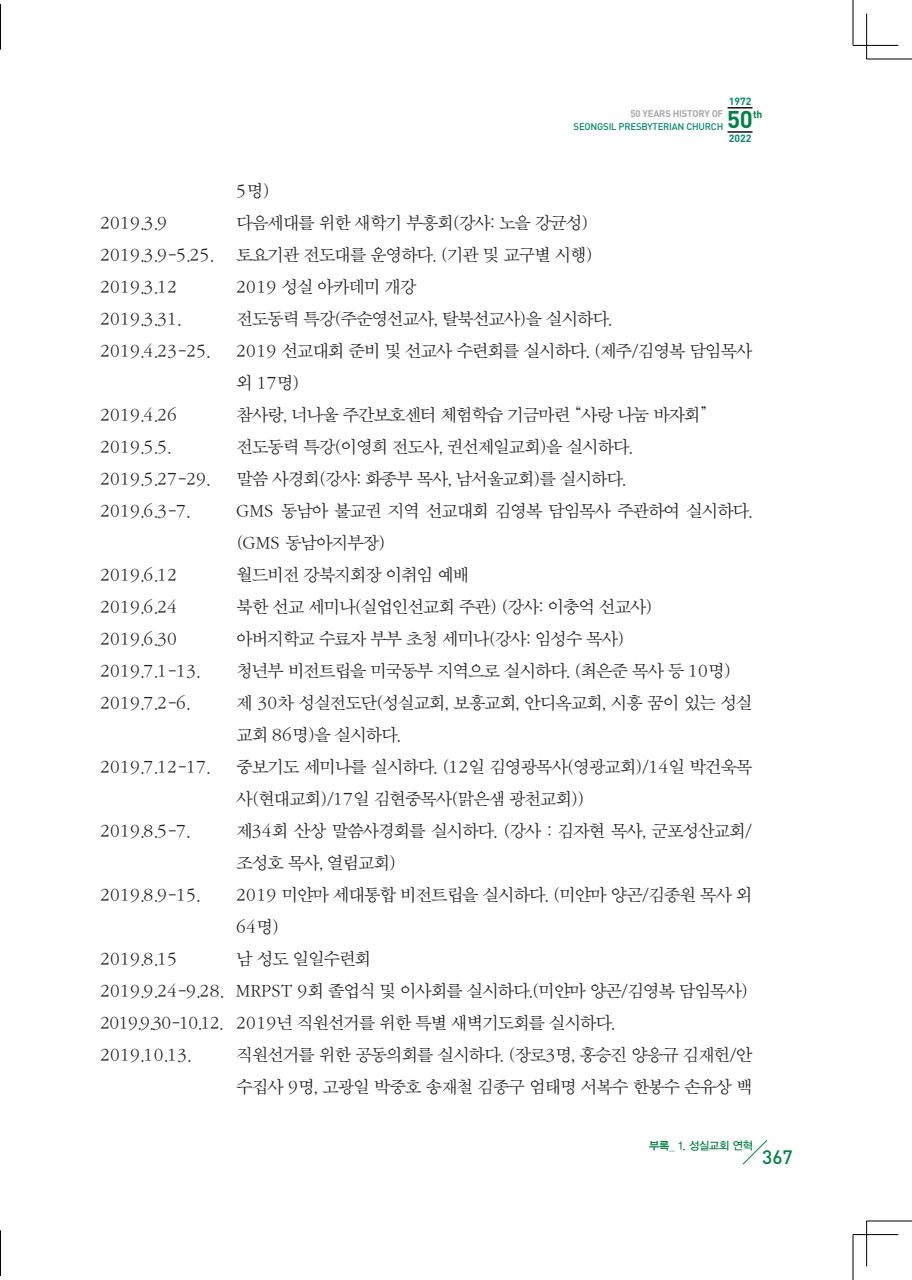 1972
50 YEARS HISTORY OF
SEONGSIL PRESBYTERIAN CHURCH
50th
2022
5명)
2019.3.9 다음세대를 위한 새학기 부흥회(강사: 노을 강균성)
2019.3.9-5.25. 토요기관 전도대를 운영하다. (기관 및 교구별 시행)
2019.3.12 2019 성실 아카데미 개강
2019.3.31. 전도동력 특강(주순영선교사, 탈북선교사)을 실시하다.
2019.4.23-25. 2019 선교대회 준비 및 선교사 수련회를 실시하다. (제주/김영복 담임목사
외 17명)
2019.4.26 참사랑, 너나울 주간보호센터 체험학습 기금마련 “사랑 나눔 바자회”
2019.5.5. 전도동력 특강(이영희 전도사, 권선제일교회)을 실시하다.
2019.5.27-29. 말씀 사경회(강사: 화종부 목사, 남서울교회)를 실시하다.
2019.6.3-7. GMS 동남아 불교권 지역 선교대회 김영복 담임목사 주관하여 실시하다.
(GMS 동남아지부장)
2019.6.12 월드비전 강북지회장 이취임 예배
2019.6.24 북한 선교 세미나(실업인선교회 주관) (강사: 이충억 선교사)
2019.6.30 아버지학교 수료자 부부 초청 세미나(강사: 임성수 목사)
2019.7.1-13. 청년부 비전트립을 미국동부 지역으로 실시하다. (최은준 목사 등 10명)
2019.7.2-6. 제 30차 성실전도단(성실교회, 보흥교회, 안디옥교회, 시흥 꿈이 있는 성실
교회 86명)을 실시하다.
2019.7.12-17. 중보기도 세미나를 실시하다. (12일 김영광목사(영광교회)/14일 박건욱목
사(현대교회)/17일 김현중목사(맑은샘 광천교회))
2019.8.5-7. 제34회 산상 말씀사경회를 실시하다. (강사 : 김자현 목사, 군포성산교회/
조성호 목사, 열림교회)
2019.8.9-15. 2019 미얀마 세대통합 비전트립을 실시하다. (미얀마 양곤/김종원 목사 외
64명)
2019.8.15 남 성도 일일수련회
2019.9.24-9.28. MRPST 9회 졸업식 및 이사회를 실시하다.(미얀마 양곤/김영복 담임목사)
2019.9.30-10.12. 2019년 직원선거를 위한 특별 새벽기도회를 실시하다.
2019.10.13. 직원선거를 위한 공동의회를 실시하다. (장로3명, 홍승진 양응규 김재헌/안
수집사 9명, 고광일 박중호 송재철 김종구 엄태명 서복수 한봉수 손유상 백
부록_ 1. 성실교회 연혁
367